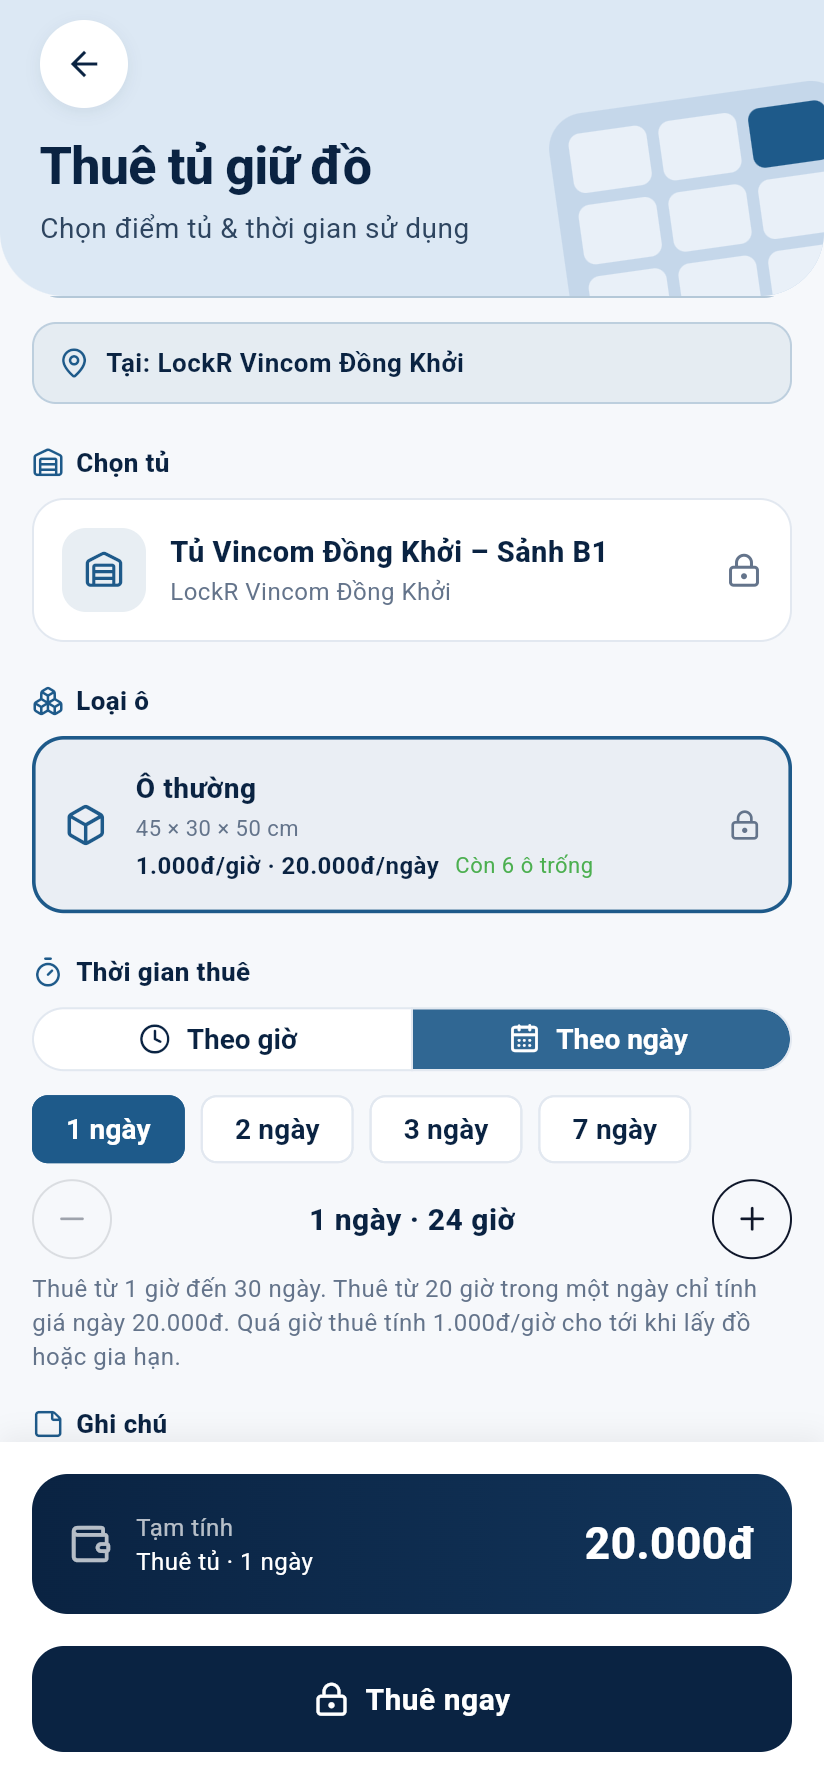 Thuê tủ giữ đồ
Chọn điểm tủ & thời gian sử dụng
Tại: LockR Vincom Đồng Khởi
Chọn tủ
Tủ Vincom Đồng Khởi – Sảnh B1
LockR Vincom Đồng Khởi
Loại ô
Ô thường
45 × 30 × 50 cm
1.000đ/giờ · 20.000đ/ngày Còn 6 ô trống
Thời gian thuê
Theo giờ Theo ngày
1 ngày 2 ngày 3 ngày 7 ngày
1 ngày · 24 giờ
Thuê từ 1 giờ đến 30 ngày. Thuê từ 20 giờ trong một ngày chỉ tính
giá ngày 20.000đ. Quá giờ thuê tính 1.000đ/giờ cho tới khi lấy đồ
hoặc gia hạn.
Ghi chú
Tạm tính
Thuê tủ · 1 ngày
20.000đ
Thuê ngay